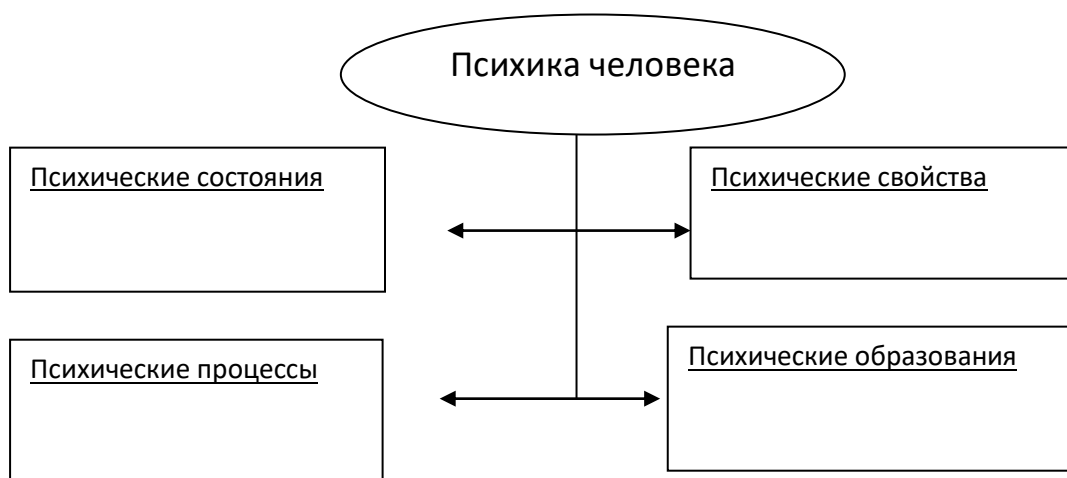 Психика человека
Психические состояния
Психические свойства
Психические процессы
Психические образования